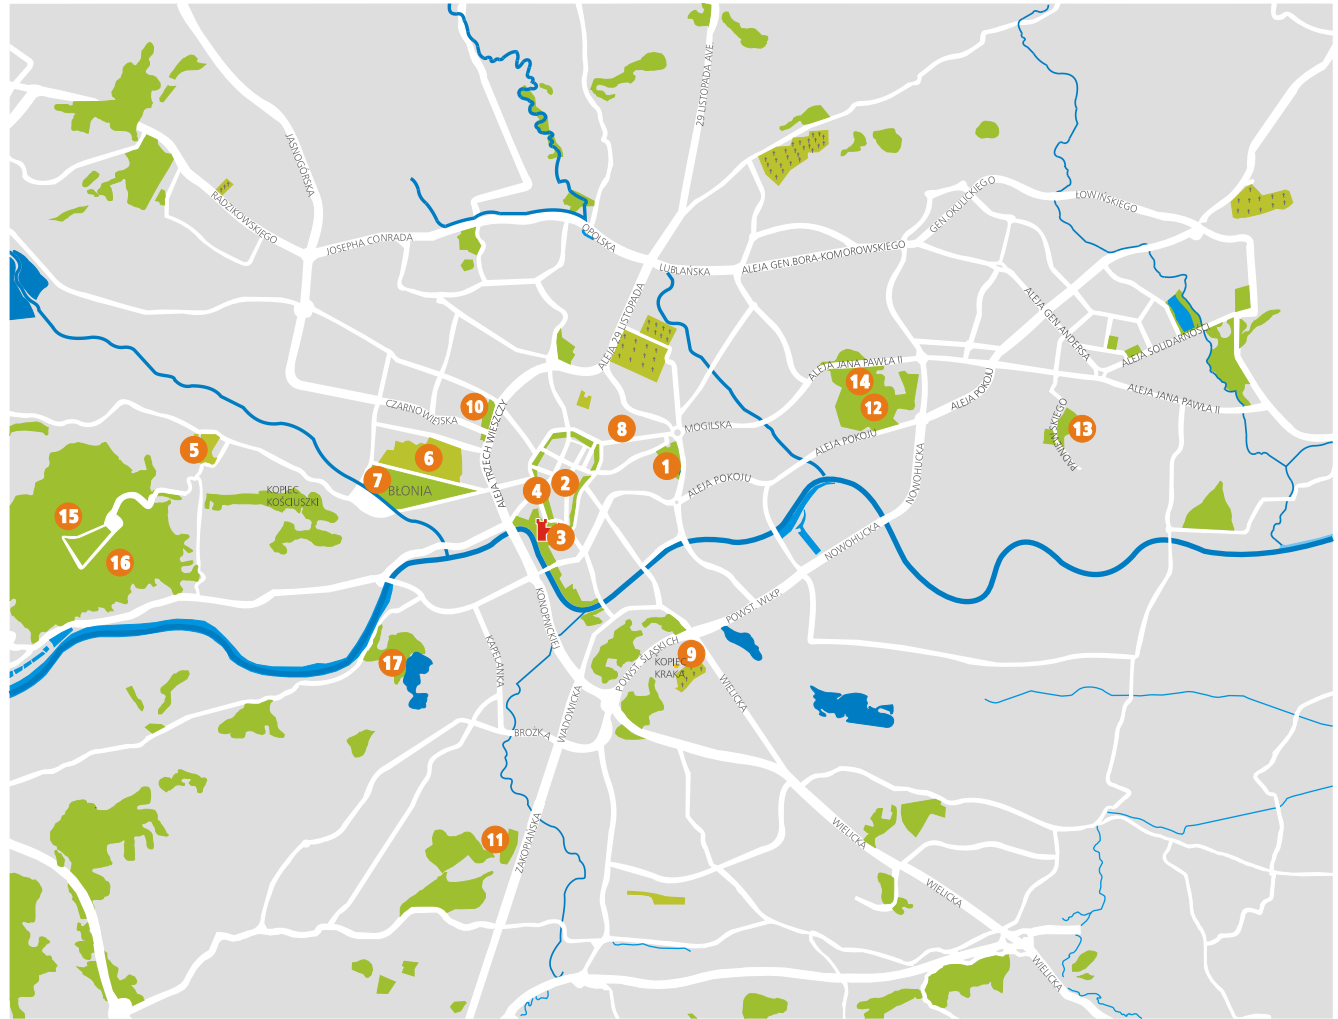 29 LISTOPADA AVE.
JASNOGÓRSKA
RADZIKOWSKIEGO
JOSEPHA CONRADA
OPOLSKA
LUBLAŃSKA
ALEJA GEN.BORA-KOMOROWSKIEGO
GEN.OKULICKIEGO
ŁOWIŃSKIEGO
ALEJA 29 LISTOPADA
ALEJA GEN.ANDERSA
ALEJA SOLIDARNOŚCI
ALEJA JANA PAWŁA II
14
12
ALEJA POKOJU
ALEJA JANA PAWŁA II
10
CZARNOWIEJSKA
ALEJA TRZECH WIESZCZY
8
MOGILSKA
ALEJA POKOJU
PADNIEWSKIEGO
13
5
6
7
BŁONIA
KOPIEC
KOŚCIUSZKI
4
2
1
ALEJA POKOJU
NOWOHUCKA
15
16
3
NOWOHUCKA
KONOPNICKIEJ
POWST. WLKP
KAPELANKA
17
POWST. ŚLĄSKICH
9
KOPIEC
KRAKA
WIELICKA
WADOWICKA
BROŻKA
11
ZAKOPIAŃSKA
WIELICKA
WIELICKA
WIELICKA